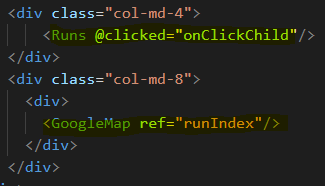 <div class="col-md-4">
<Runs @clicked="onClickChild"/>
</div>
<div class="col-md-8">
<div>
<GoogleMap ref="runIndex"/>
</div>
</div>